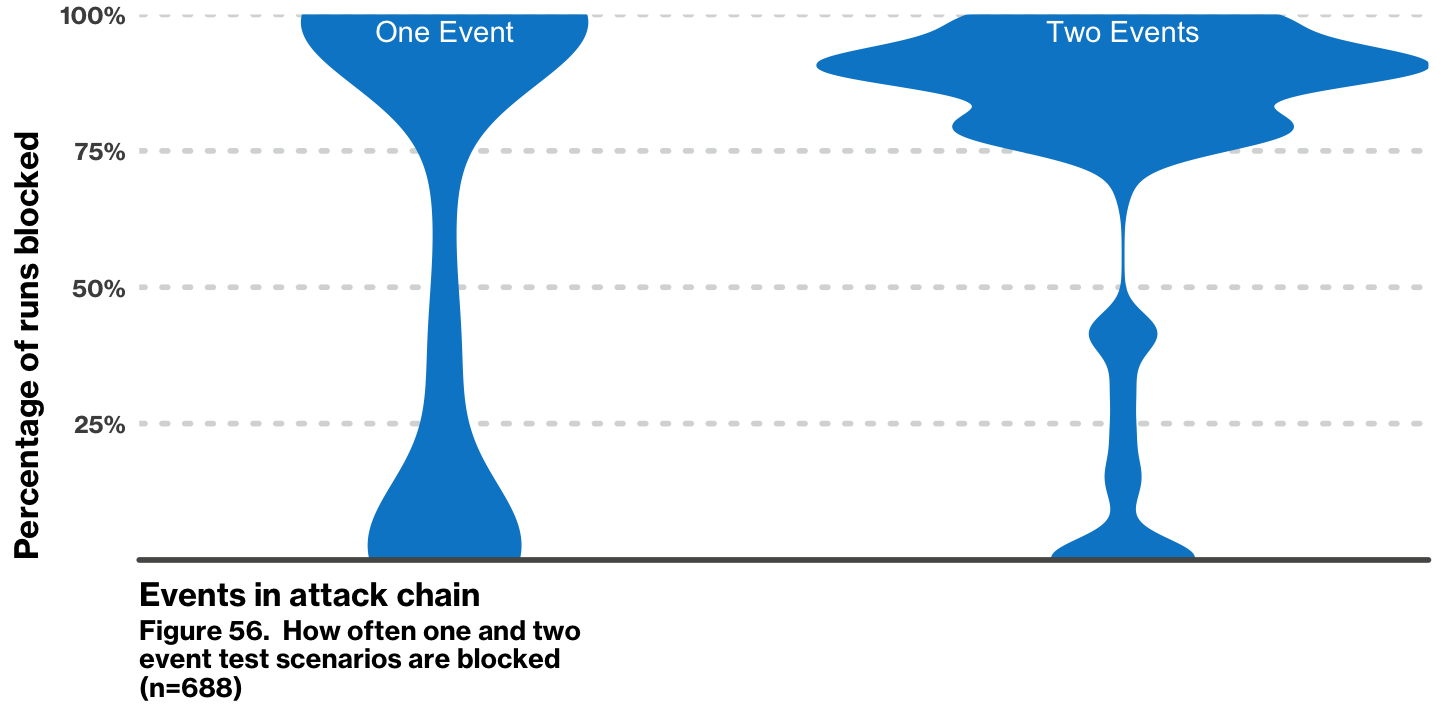 100%
One Event
Two Events
75%
50%
25%
Percentage of runs blocked
Events in attack chain
Figure 56.  How often one and two
event test scenarios are blocked
(n=688)